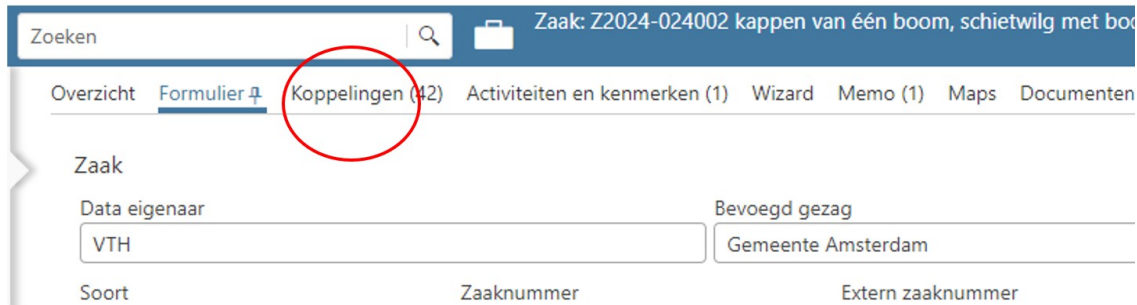 Zoeken
Zaak: Z2024-024002 kappen van één boom, schietwilg met
Overzicht Formulier Koppelingen (42) Activiteiten en kenmerken (1) Wizard Memo (1) Maps Documenten
Zaak
Data eigenaar Bevoegd gezag
VTH Gemeente Amsterdam
Soort Zaaknummer Extern zaaknummer